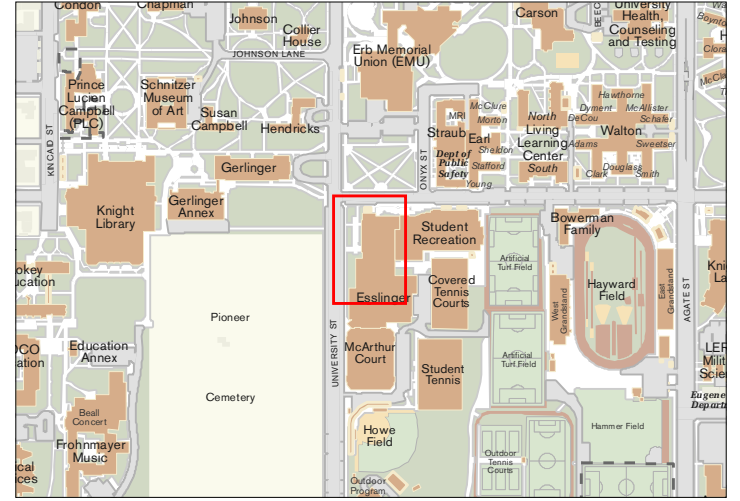 Condon
Chapman
Johnson
Collier
House
JOHNSON LANE
Erb Memorial
Union (EMU)
Carson
University
Health,
Counseling
and Testing
Prince
Lucien
Campbell
(PLC)
Schnitzer
Museum
of Art
Susan
Campbell
Hendricks
KINCAID ST
MRI
McClure
Morton
Straub
Earl
Sheldon
Dept of
Public
Safety
Stafford
Young
ONYX ST
North
Living
Learning
Center
South
Hawthorne
Dyment
McAllister
DeCou
Schafer
Walton
Adams
Sweetser
Douglass
Clark
Smith
Gerlinger
Gerlinger
Annex
Knight
Library
Student
Recreation
Bowerman
Family
Artificial
Turf Field
Covered
Tennis
Courts
Esslinger
West
Grandstand
Hayward
Field
East
Grandstand
AGATE ST
Pioneer
Cemetery
UNIVERSITY ST
Education
Annex
McArthur
Court
Student
Tennis
Artificial
Turf Field
Beall
Concert
Frohnmayer
Music
Howe
Field
Outdoor
Program
Outdoor
Tennis
Courts
Hammer Field
Eugene